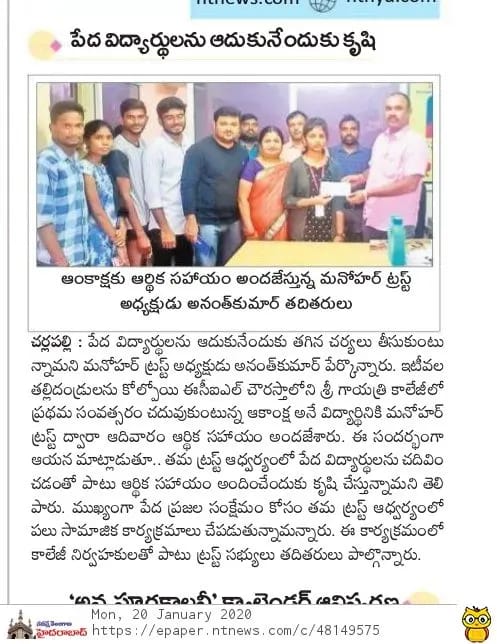 ntnews.com
పేద విద్యార్థులను ఆదుకునేందుకు కృషి
ఆంకాక్షకు ఆర్థిక సహాయం అందజేస్తున్న మనోహర్ ట్రస్ట్
అధ్యక్షుడు అనంత్‌కుమార్ తదితరులు
చర్లపల్లి : పేద విద్యార్థులను ఆదుకునేందుకు తగిన చర్యలు తీసుకుంటు
న్నామని మనోహర్ ట్రస్ట్ అధ్యక్షుడు అనంత్‌కుమార్ పేర్కొన్నారు. ఇటీవల
తల్లిదండ్రులను కోల్పోయి ఈసీఐఎల్ చౌరస్తాలోని శ్రీ గాయత్రి కాలేజీలో
ప్రథమ సంవత్సరం చదువుకుంటున్న ఆకాంక్ష అనే విద్యార్థినికి మనోహర్
ట్రస్ట్ ద్వారా ఆదివారం ఆర్థిక సహాయం అందజేశారు. ఈ సందర్భంగా
ఆయన మాట్లాడుతూ.. తమ ట్రస్ట్ ఆధ్వర్యంలో పేద విద్యార్థులను చదివిం
చడంతో పాటు ఆర్థిక సహాయం అందించేందుకు కృషి చేస్తున్నామని తెలి
పారు. ముఖ్యంగా పేద ప్రజల సంక్షేమం కోసం తమ ట్రస్ట్ ఆధ్వర్యంలో
పలు సామాజిక కార్యక్రమాలు చేపడుతున్నామన్నారు. ఈ కార్యక్రమంలో
కాలేజీ నిర్వహకులతో పాటు ట్రస్ట్ సభ్యులు తదితరులు పాల్గొన్నారు.
నమస్తే తెలంగాణ
హైదరాబాద్
Mon, 20 January 2020
https://epaper.ntnews.com/c/48149575